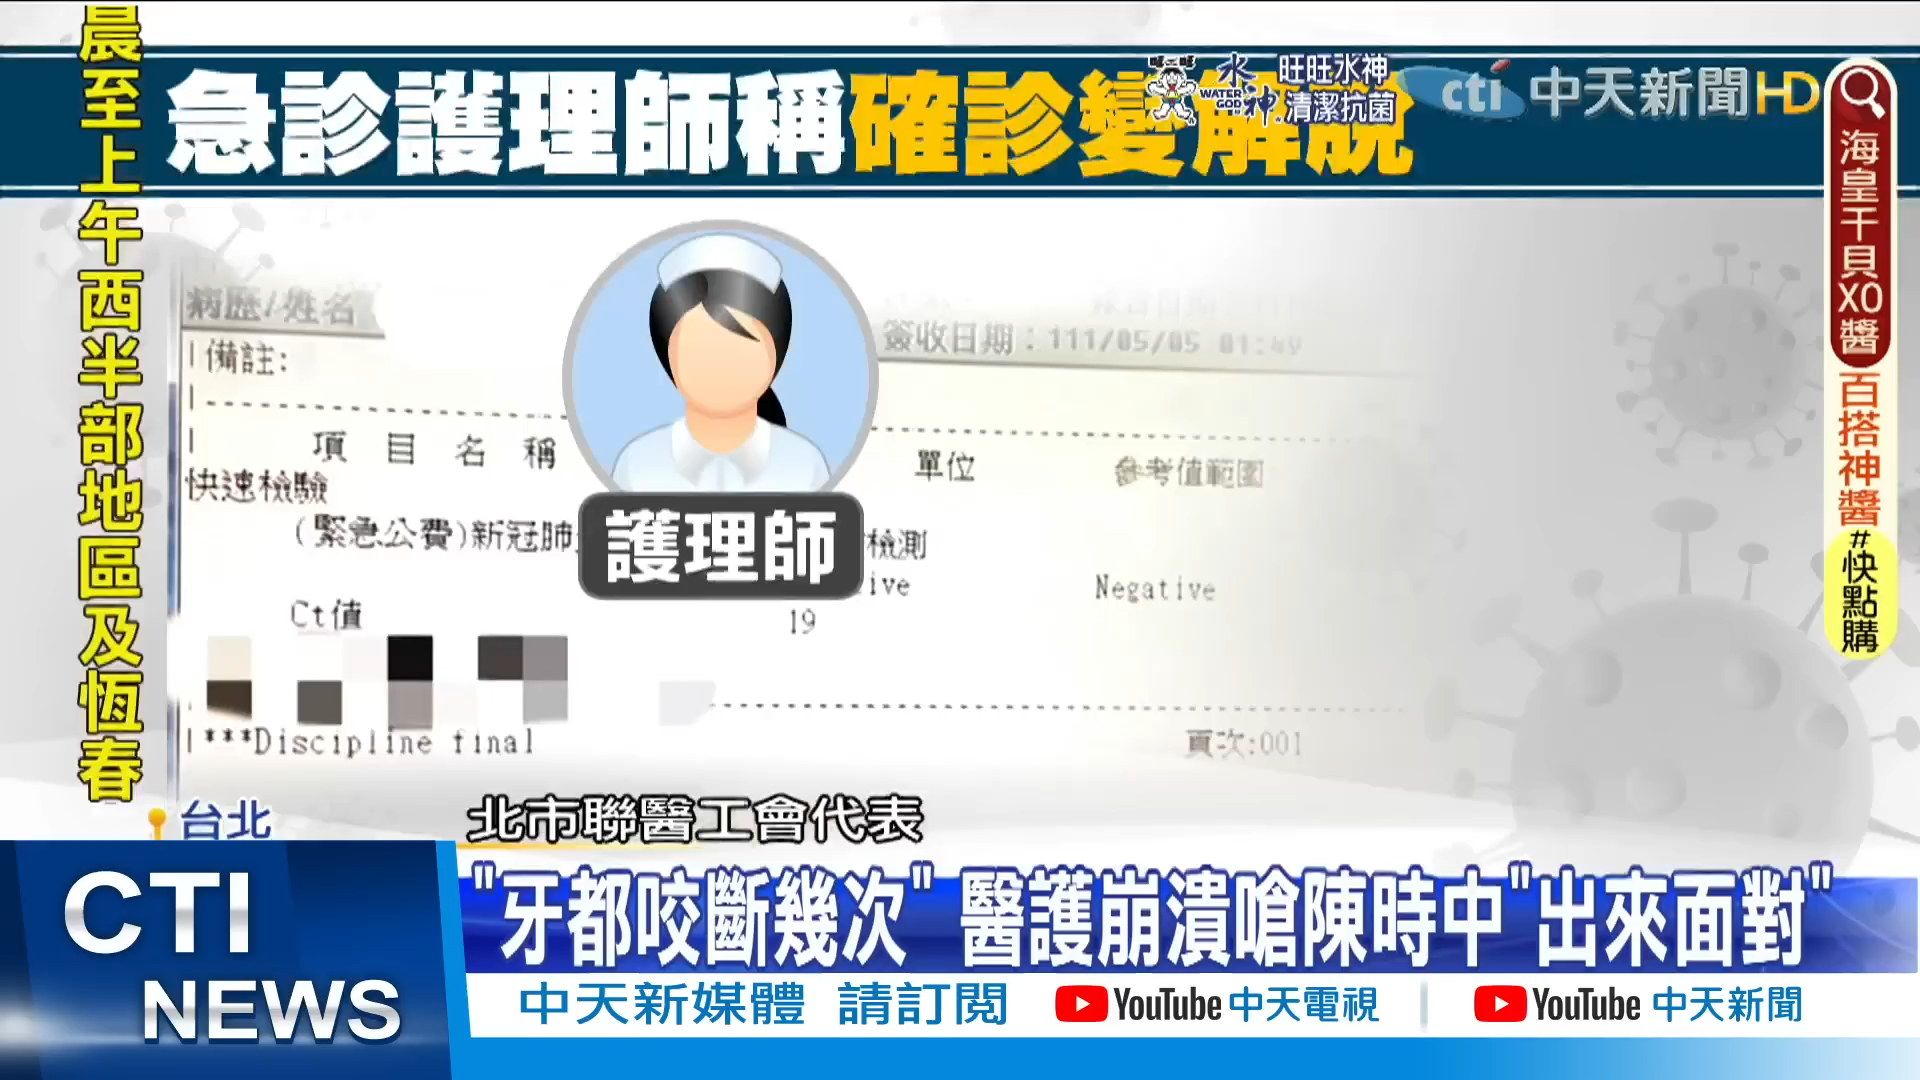 晨至上午西半部地區及恆春
急診護理師稱確診變解脫
旺旺水神
水神
WATER GOD
清潔抗菌
cti 中天新聞HD
海皇干貝XO醬
百搭神醬
#快點購
病歷/姓名
簽收日期：111/05/05 01:49
備註:
項目名稱
單位
參考值範圍
快速檢驗
(緊急公費)新冠肺
檢測
ive
Negative
Ct值
19
護理師
***Discipline final
頁次:001
台北
北市聯醫工會代表
"牙都咬斷幾次" 醫護崩潰嗆陳時中"出來面對"
CTI
NEWS
中天新媒體 請訂閱 YouTube 中天電視 | YouTube 中天新聞